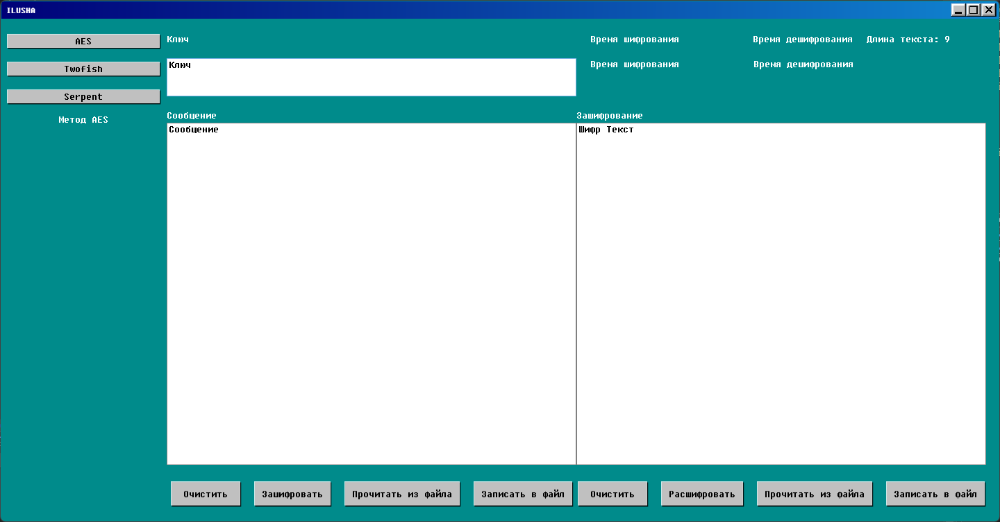 ILUSHA
AES
Ключ
Время шифрования
Время дешифрования
Длина текста: 9
Twofish
Ключ
Время шифрования
Время дешифрования
Serpent
Метод AES
Сообщение
Зашифрование
Сообщение
Шифр Текст
Очистить
Зашифровать
Прочитать из файла
Записать в файл
Очистить
Расшифровать
Прочитать из файла
Записать в файл